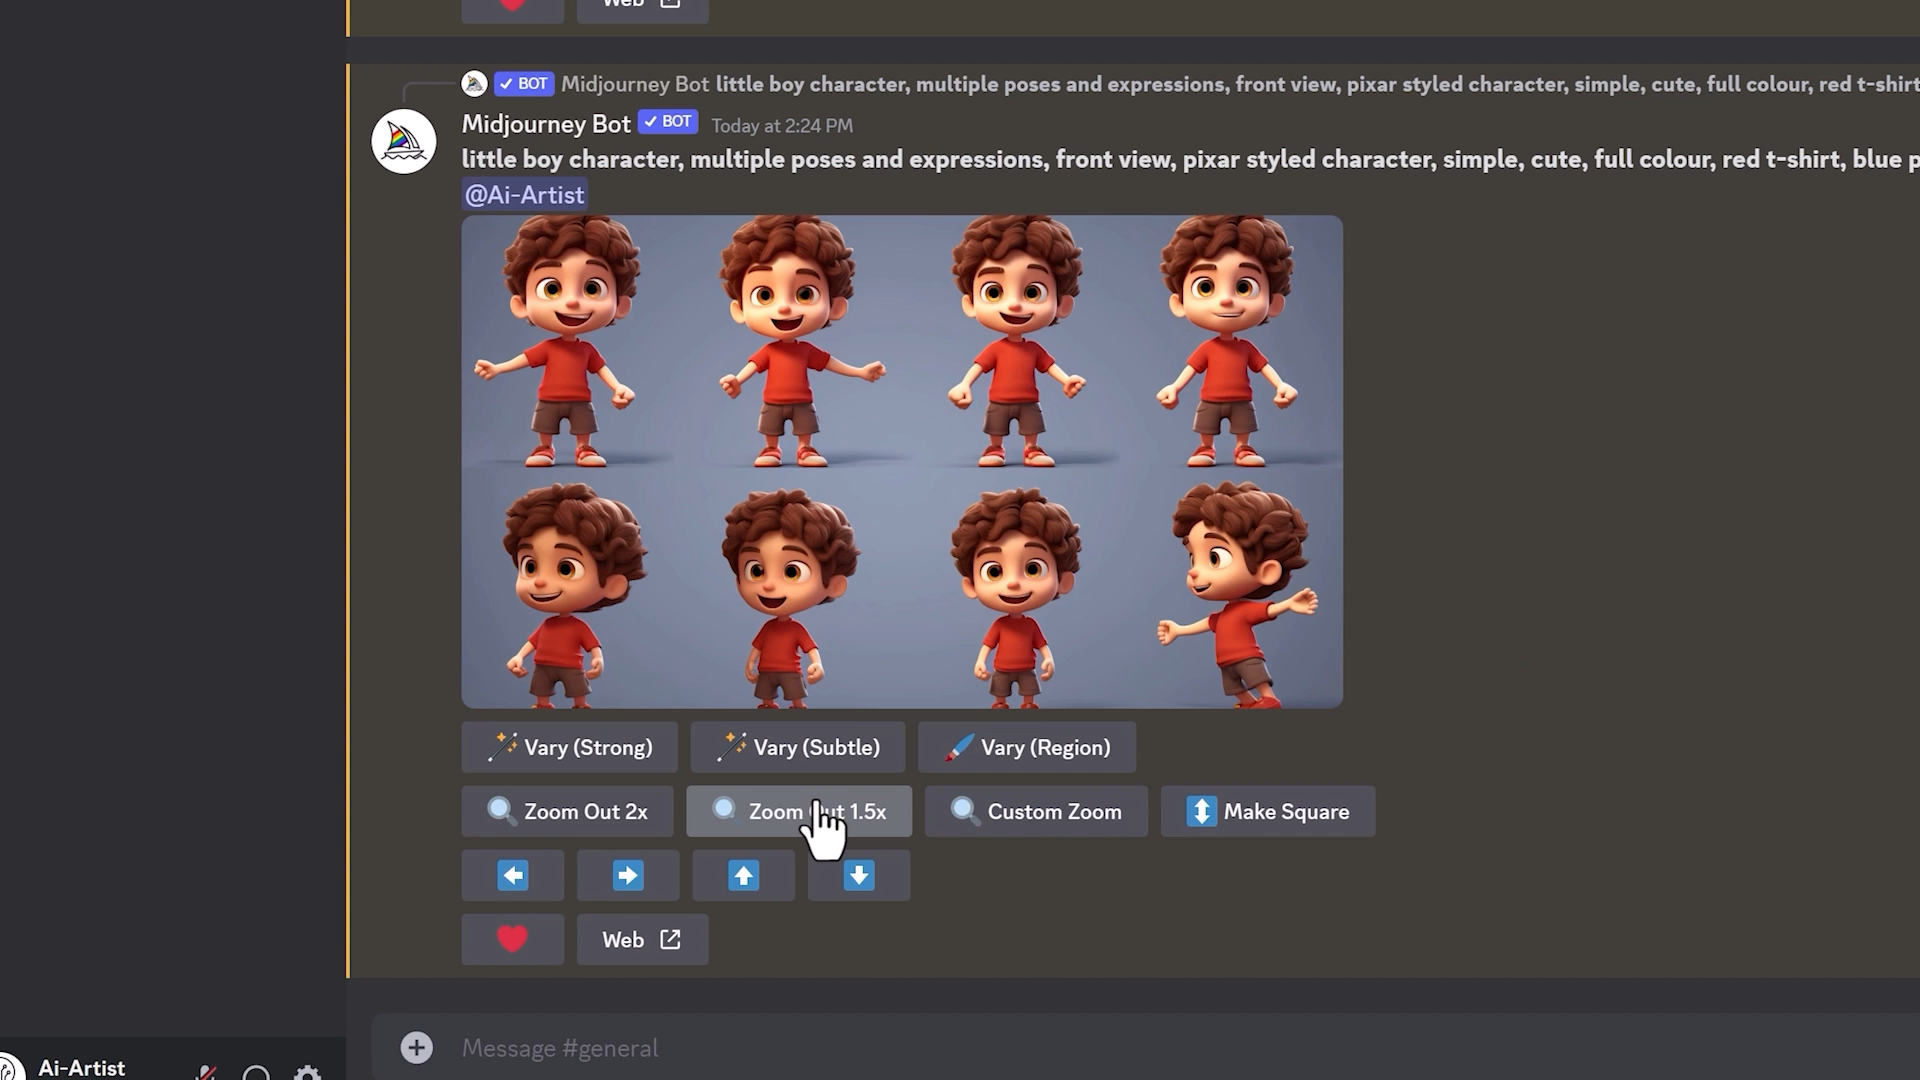 Web
BOT Midjourney Bot little boy character, multiple poses and expressions, front view, pixar styled character, simple, cute, full colour, red t-shirt
Midjourney Bot BOT Today at 2:24 PM
little boy character, multiple poses and expressions, front view, pixar styled character, simple, cute, full colour, red t-shirt, blue p
@Ai-Artist
Vary (Strong) Vary (Subtle) Vary (Region)
Zoom Out 2x Zoom Out 1.5x Custom Zoom Make Square
Web
Message #general
Ai-Artist